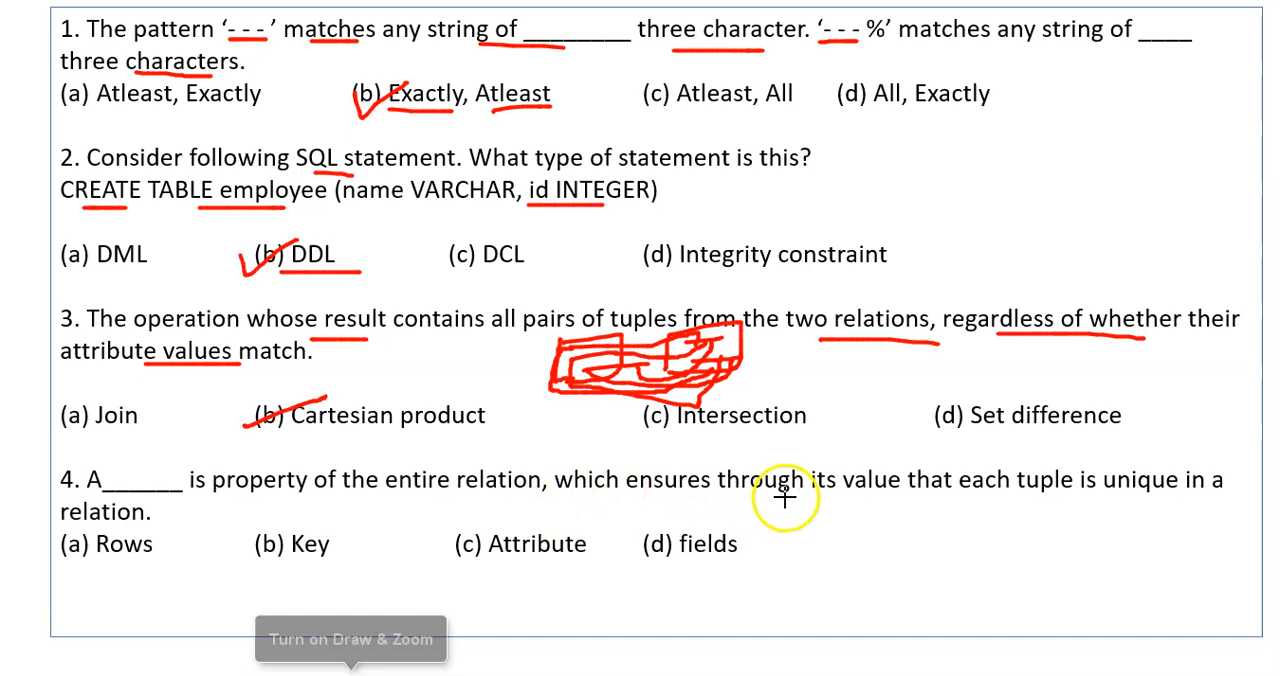 1. The pattern ‘- - -’ matches any string of ________ three character. ‘- - - %’ matches any string of ____
three characters.
(a) Atleast, Exactly (b) Exactly, Atleast (c) Atleast, All (d) All, Exactly
2. Consider following SQL statement. What type of statement is this?
CREATE TABLE employee (name VARCHAR, id INTEGER)
(a) DML (b) DDL (c) DCL (d) Integrity constraint
3. The operation whose result contains all pairs of tuples from the two relations, regardless of whether their
attribute values match.
(a) Join (b) Cartesian product (c) Intersection (d) Set difference
4. A______ is property of the entire relation, which ensures through its value that each tuple is unique in a
relation.
(a) Rows (b) Key (c) Attribute (d) fields
Turn on Draw & Zoom